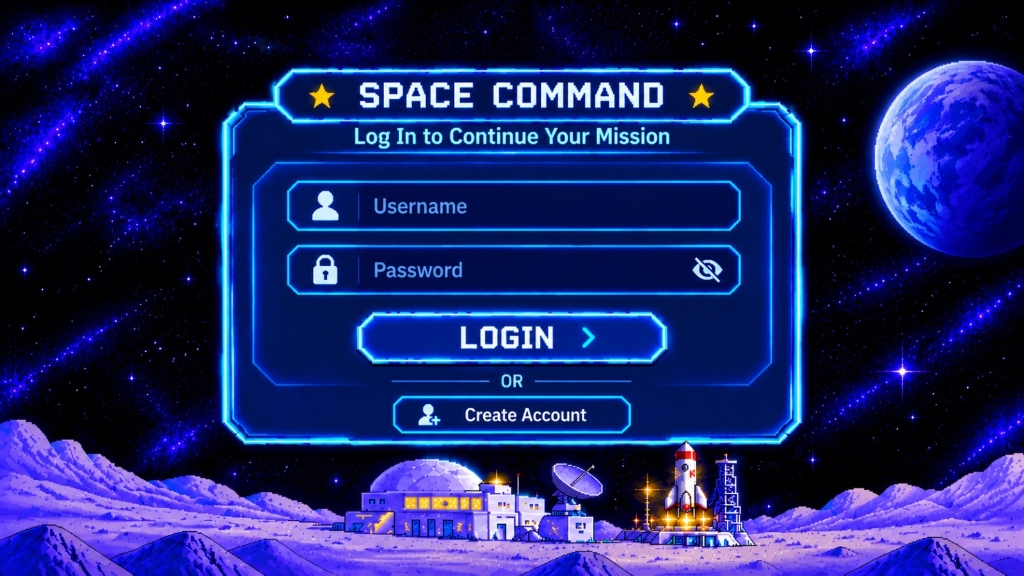 SPACE COMMAND
Log In to Continue Your Mission
Username
Password
LOGIN
OR
Create Account